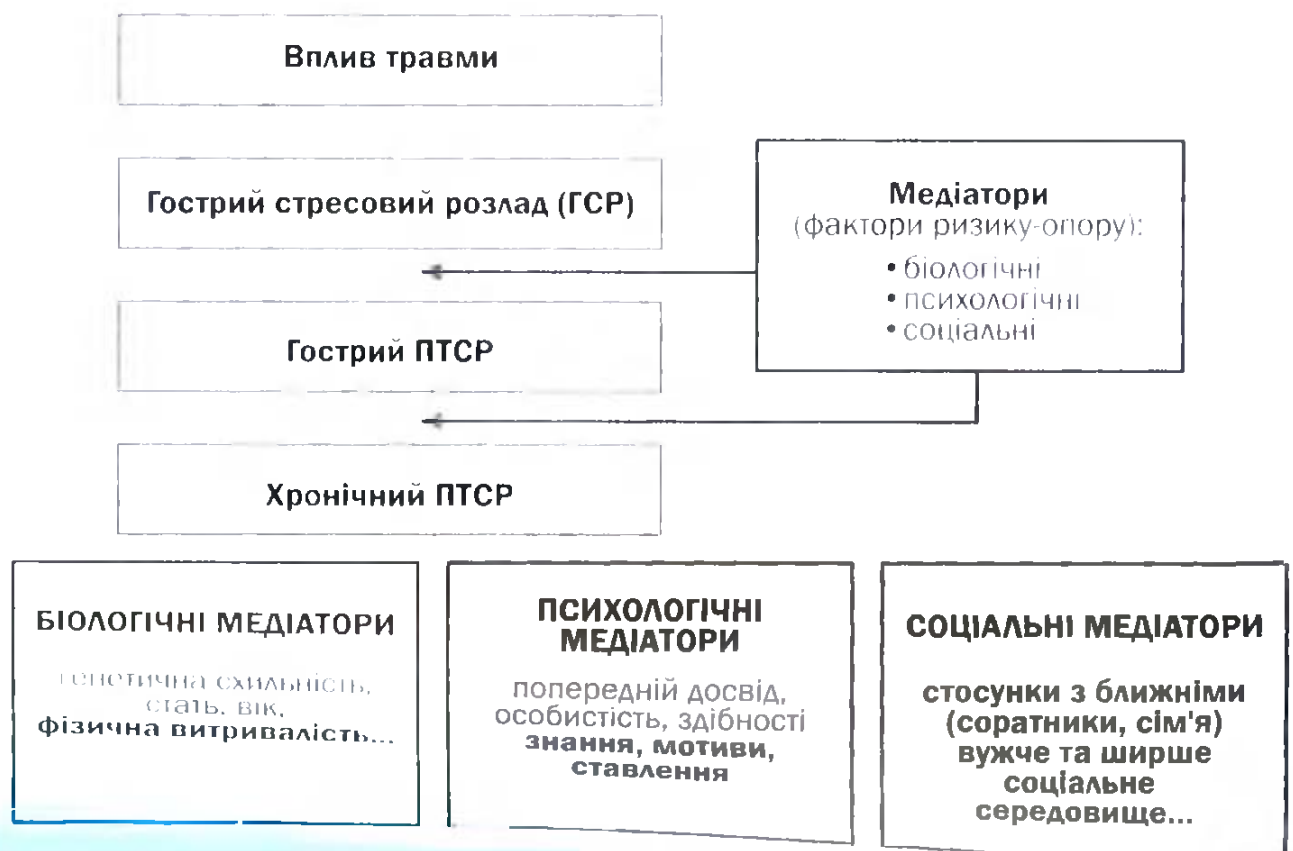 Вплив травми
Гострий стресовий розлад (ГСР)
Медіатори
(фактори ризику-опору):
• біологічні
• психологічні
• соціальні
Гострий ПТСР
Хронічний ПТСР
БІОЛОГІЧНІ МЕДІАТОРИ
генетична схильність,
стать, вік,
фізична витривалість...
ПСИХОЛОГІЧНІ
МЕДІАТОРИ
попередній досвід,
особистість, здібності
знання, мотиви,
ставлення
СОЦІАЛЬНІ МЕДІАТОРИ
стосунки з ближніми
(соратники, сім'я)
вужче та ширше
соціальне
середовище...